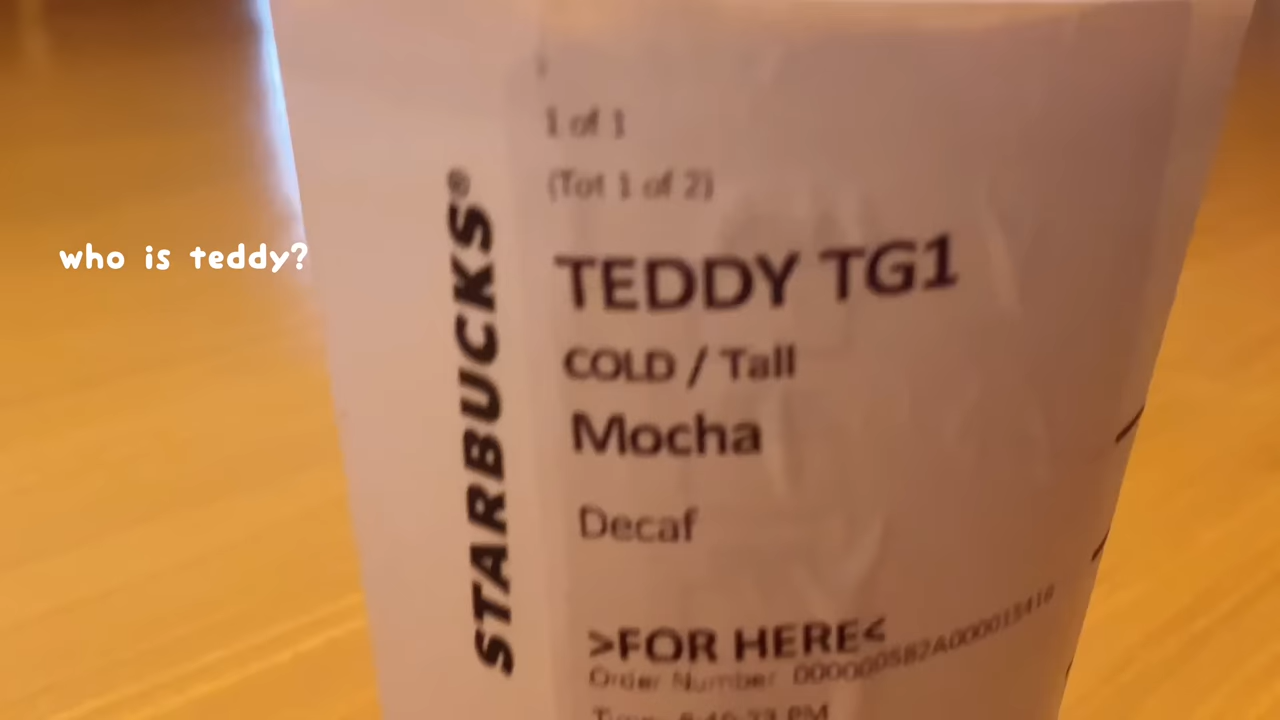 1 of 1
(Tot 1 of 2)
who is teddy?
STARBUCKS®
TEDDY TG1
COLD / Tall
Mocha
Decaf
>FOR HERE<
Order Number
PM